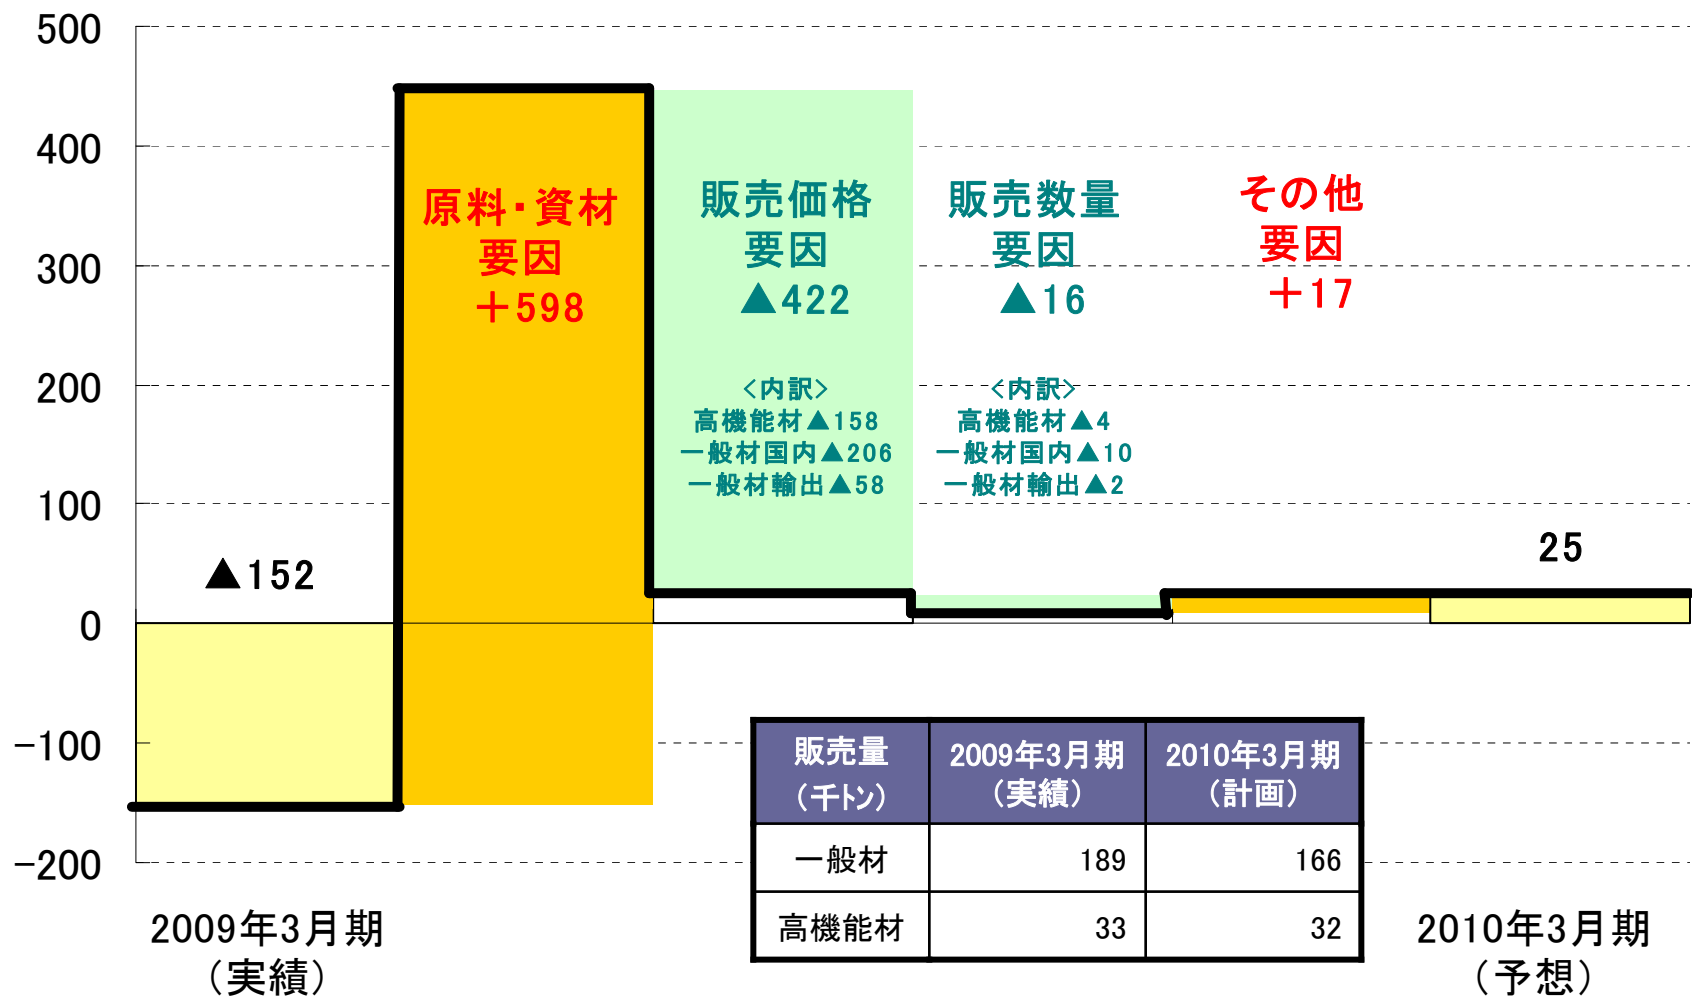 500
400
300
200
100
0
-100
-200
原料・資材
要因
＋598
販売価格
要因
▲422
<内訳>
高機能材▲158
一般材国内▲206
一般材輸出▲58
販売数量
要因
▲16
<内訳>
高機能材▲4
一般材国内▲10
一般材輸出▲2
その他
要因
＋17
▲152
25
販売量
（千トン）
2009年3月期
（実績）
2010年3月期
（計画）
一般材 189 166
高機能材 33 32
2009年3月期
（実績）
2010年3月期
（予想）